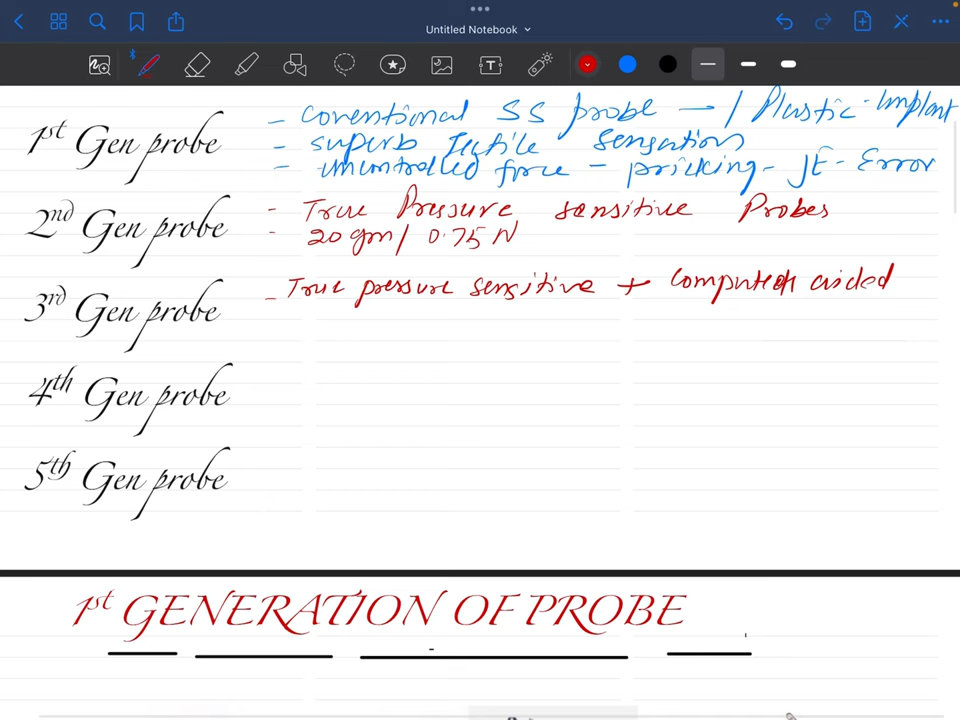 Untitled Notebook
1st Gen probe
- Coventional SS probe → / Plastic-Implant
- superb Tectile Sensation
- uncontrolled force - pricking - JE - Error
2nd Gen probe
- True Pressure sensitive Probes
- 20 gm / 0.75 N
3rd Gen probe
- True pressure sensitive + Computer aided
4th Gen probe
5th Gen probe
1st GENERATION OF PROBE